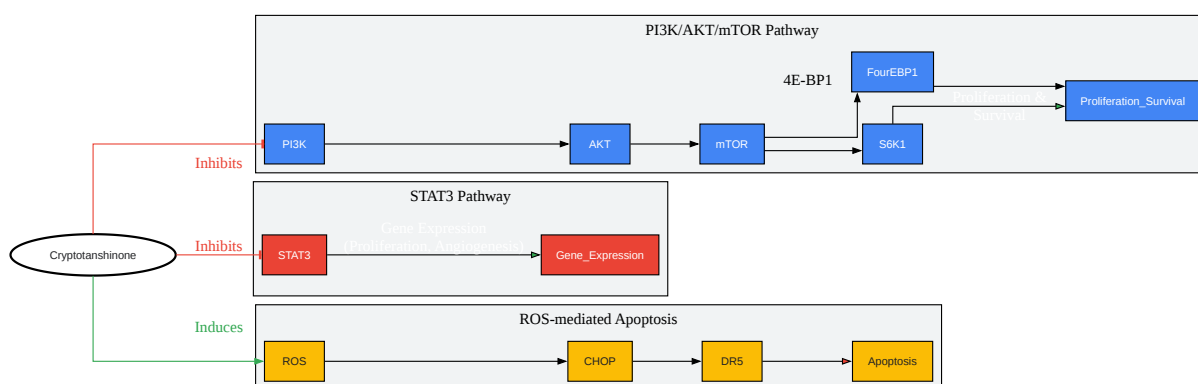 PI3K/AKT/mTOR Pathway
4E-BP1
FourEBP1
Proliferation &
Survival
Proliferation_Survival
PI3K
AKT
mTOR
S6K1
Inhibits
STAT3 Pathway
Gene Expression
(Proliferation, Angiogenesis)
Inhibits
STAT3
Gene_Expression
Cryptotanshinone
Induces
ROS-mediated Apoptosis
ROS
CHOP
DR5
Apoptosis